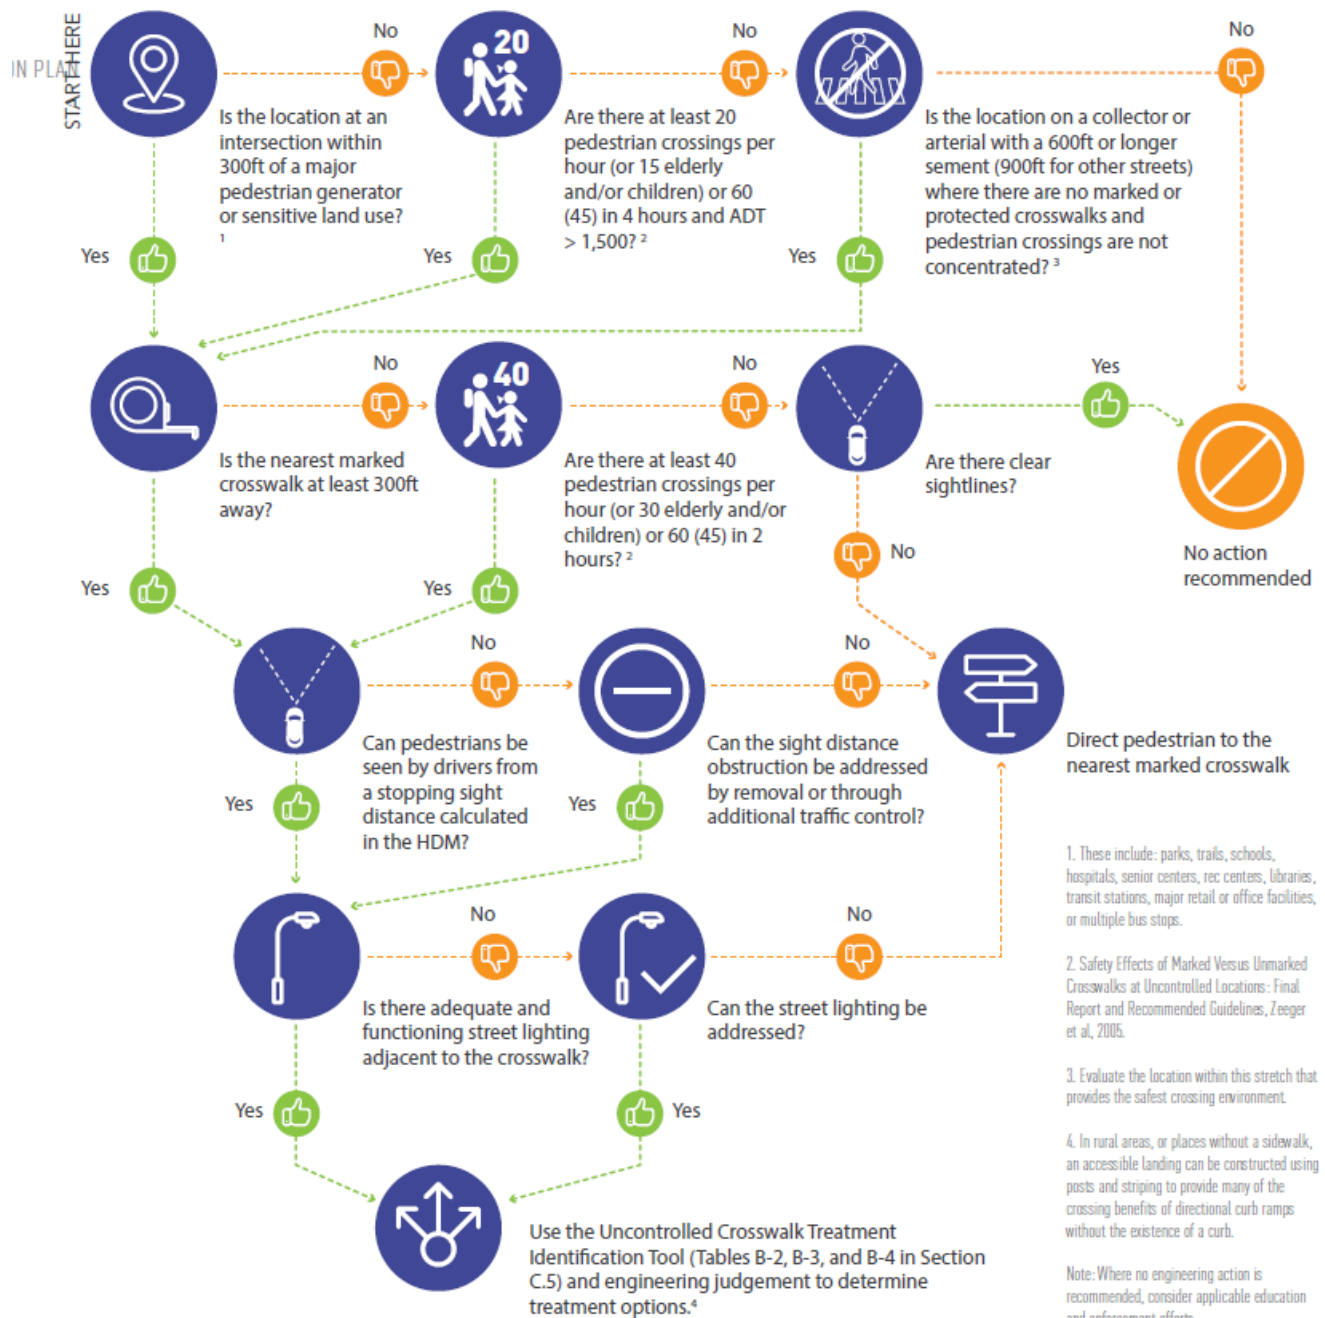 IN PLAN
START HERE
No
20
No
No
Is the location at an
intersection within
300ft of a major
pedestrian generator
or sensitive land use?
1
Are there at least 20
pedestrian crossings per
hour (or 15 elderly
and/or children) or 60
(45) in 4 hours and ADT
> 1,500? 2
Is the location on a collector or
arterial with a 600ft or longer
sement (900ft for other streets)
where there are no marked or
protected crosswalks and
pedestrian crossings are not
concentrated? 3
Yes
Yes
Yes
No
40
No
Yes
Is the nearest marked
crosswalk at least 300ft
away?
Are there at least 40
pedestrian crossings per
hour (or 30 elderly and/or
children) or 60 (45) in 2
hours? 2
Are there clear
sightlines?
No
No action
recommended
Yes
Yes
No
No
Can pedestrians be
seen by drivers from
a stopping sight
distance calculated
in the HDM?
Can the sight distance
obstruction be addressed
by removal or through
additional traffic control?
Direct pedestrian to the
nearest marked crosswalk
Yes
Yes
No
No
Is there adequate and
functioning street lighting
adjacent to the crosswalk?
Can the street lighting be
addressed?
Yes
Yes
Use the Uncontrolled Crosswalk Treatment
Identification Tool (Tables B-2, B-3, and B-4 in Section
C.5) and engineering judgement to determine
treatment options.4
1. These include: parks, trails, schools,
hospitals, senior centers, rec centers, libraries,
transit stations, major retail or office facilities,
or multiple bus stops.
2. Safety Effects of Marked Versus Unmarked
Crosswalks at Uncontrolled Locations: Final
Report and Recommended Guidelines, Zeeger
et al, 2005.
3. Evaluate the location within this stretch that
provides the safest crossing environment.
4. In rural areas, or places without a sidewalk,
an accessible landing can be constructed using
posts and striping to provide many of the
crossing benefits of directional curb ramps
without the existence of a curb.
Note: Where no engineering action is
recommended, consider applicable education
and enforcement efforts